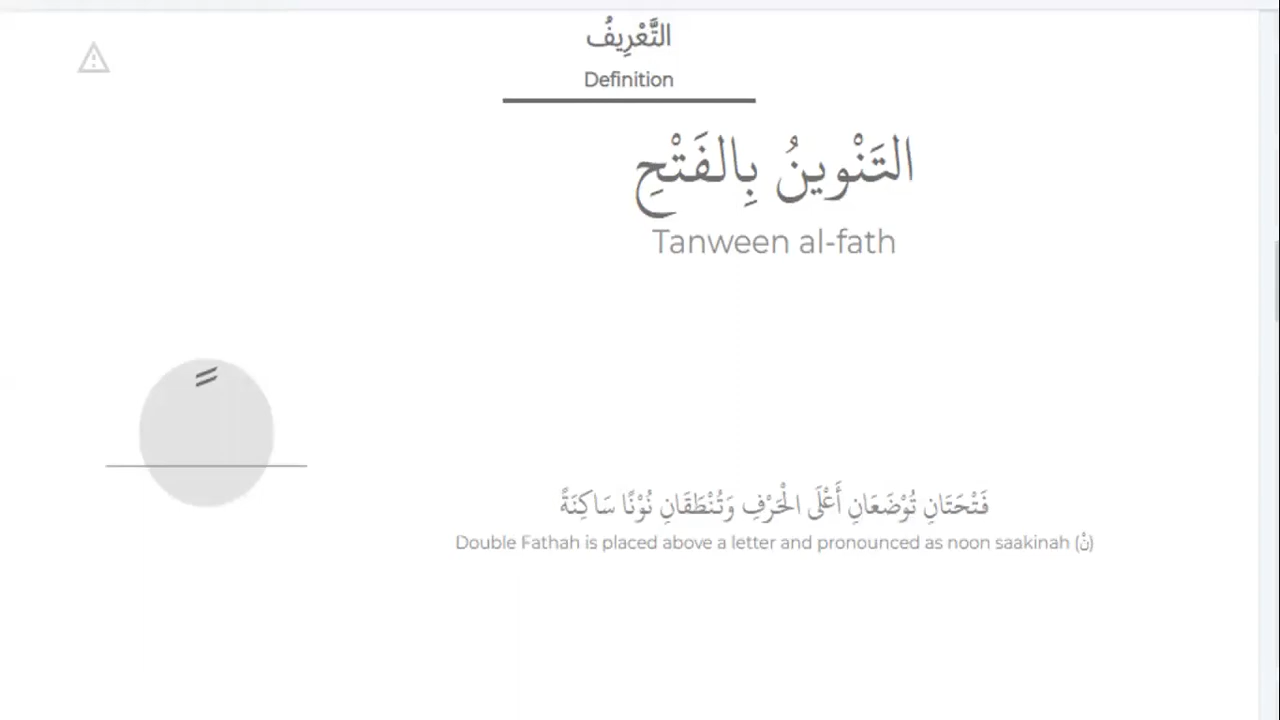 التَّعْرِيفُ
Definition
التَنْوينُ بِالفَتْحِ
Tanween al-fath
فَتْحَتَانِ تُوْضَعَانِ أَعْلَى الْحَرْفِ وَتُنْطَقَانِ نُوْنًا سَاكِنَةً
Double Fathah is placed above a letter and pronounced as noon saakinah (نْ)